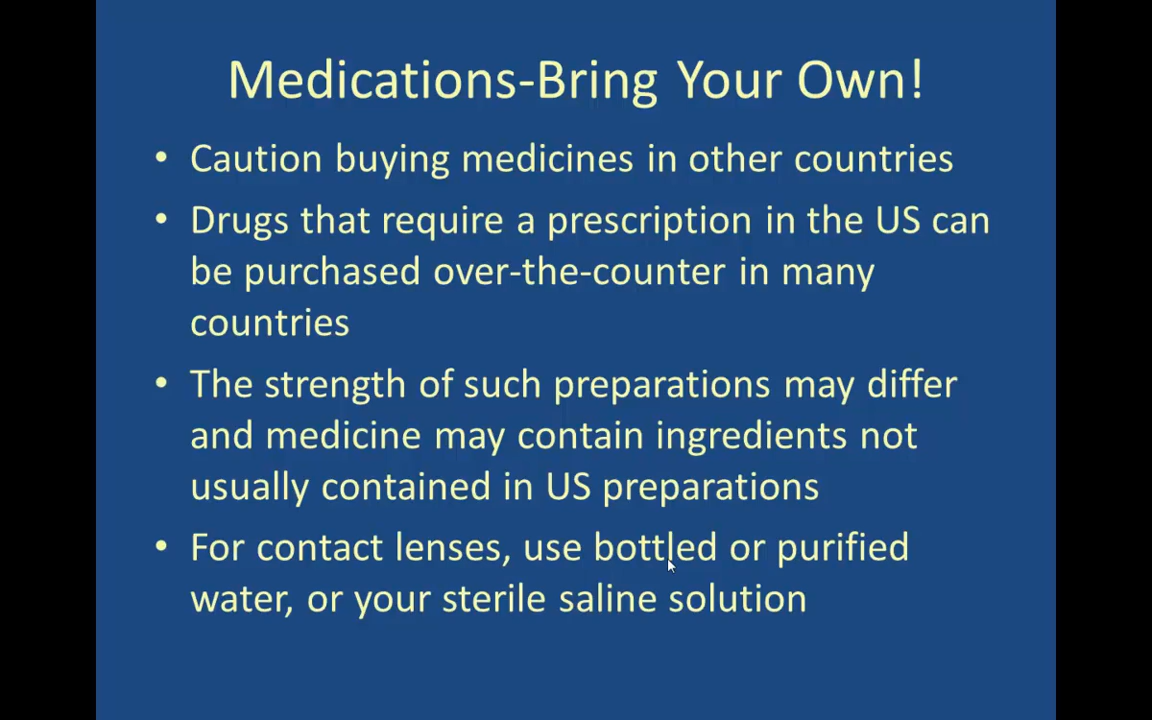 Medications-Bring Your Own!
• Caution buying medicines in other countries
• Drugs that require a prescription in the US can
be purchased over-the-counter in many
countries
• The strength of such preparations may differ
and medicine may contain ingredients not
usually contained in US preparations
• For contact lenses, use bottled or purified
water, or your sterile saline solution